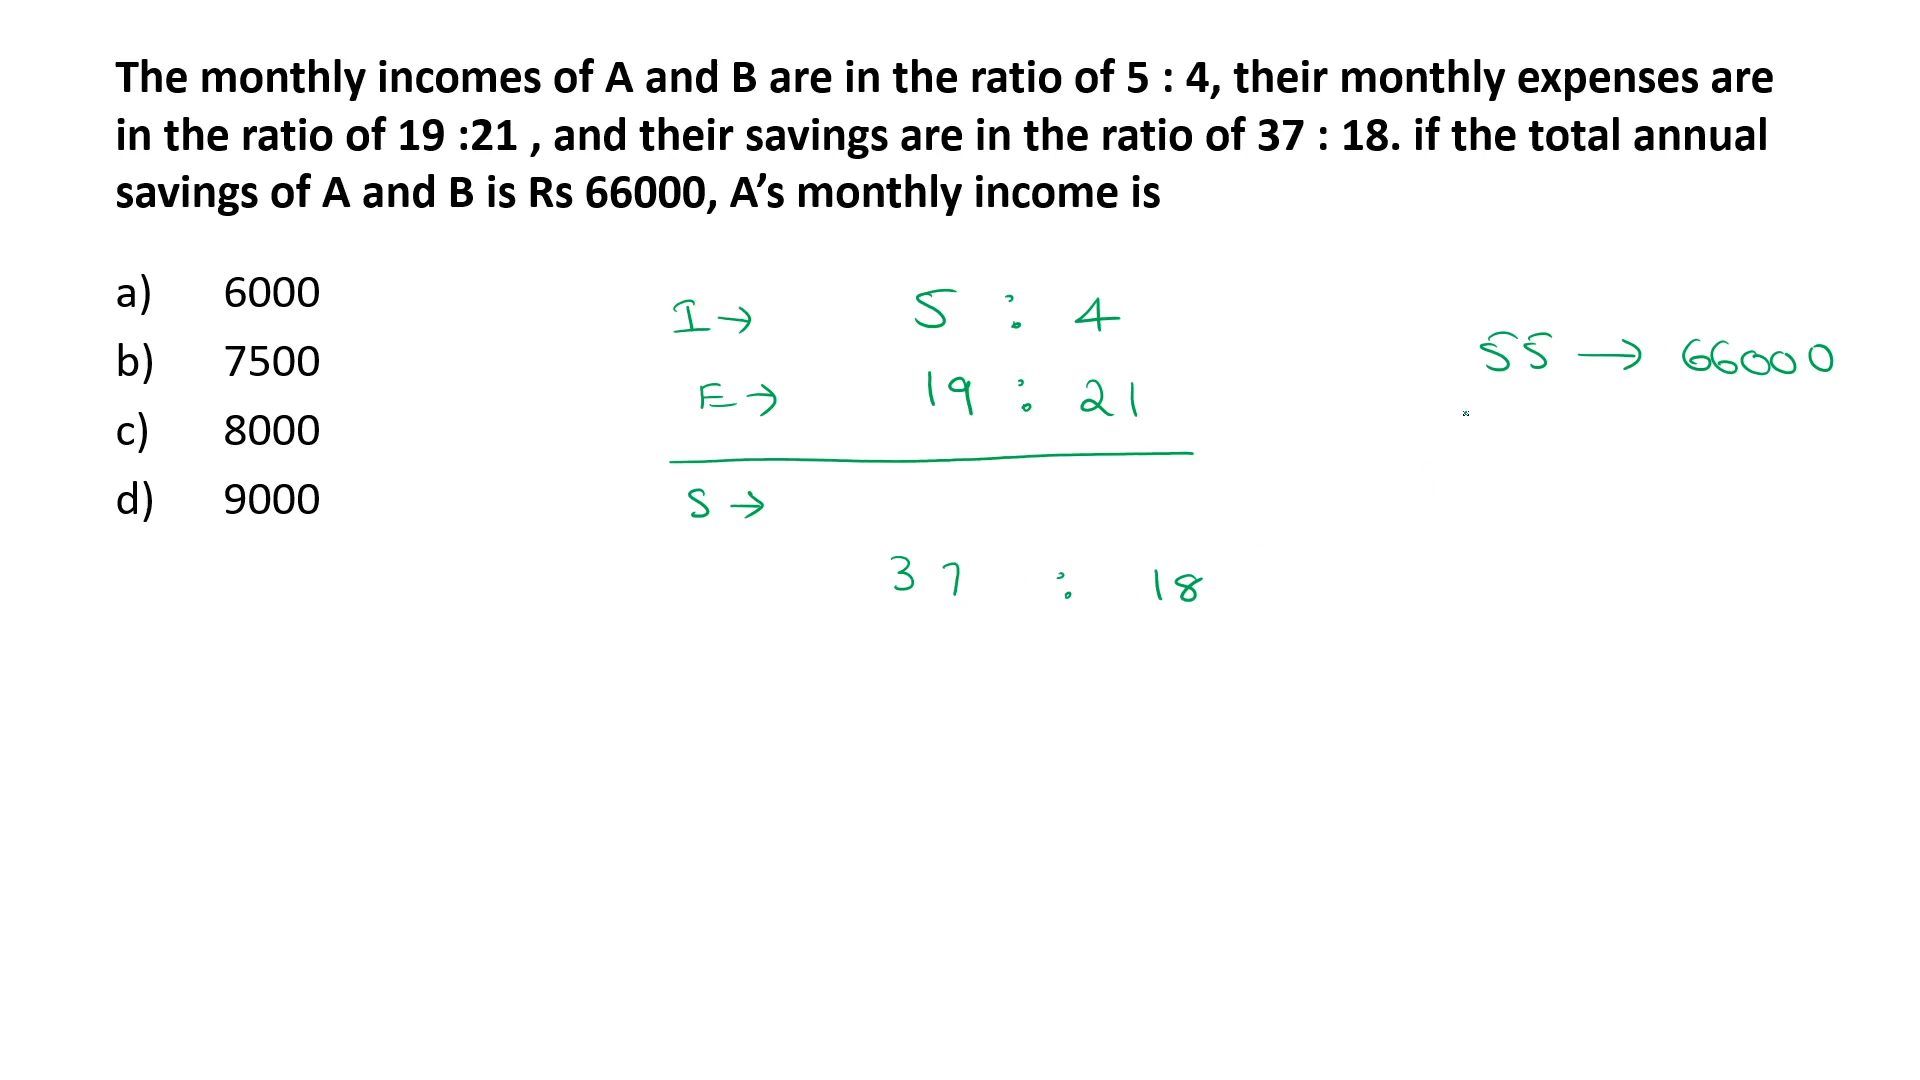 The monthly incomes of A and B are in the ratio of 5 : 4, their monthly expenses are
in the ratio of 19 :21 , and their savings are in the ratio of 37 : 18. if the total annual
savings of A and B is Rs 66000, A’s monthly income is
a) 6000
b) 7500
c) 8000
d) 9000
I → 5 : 4
E → 19 : 21
S →
37 : 18
55 → 66000